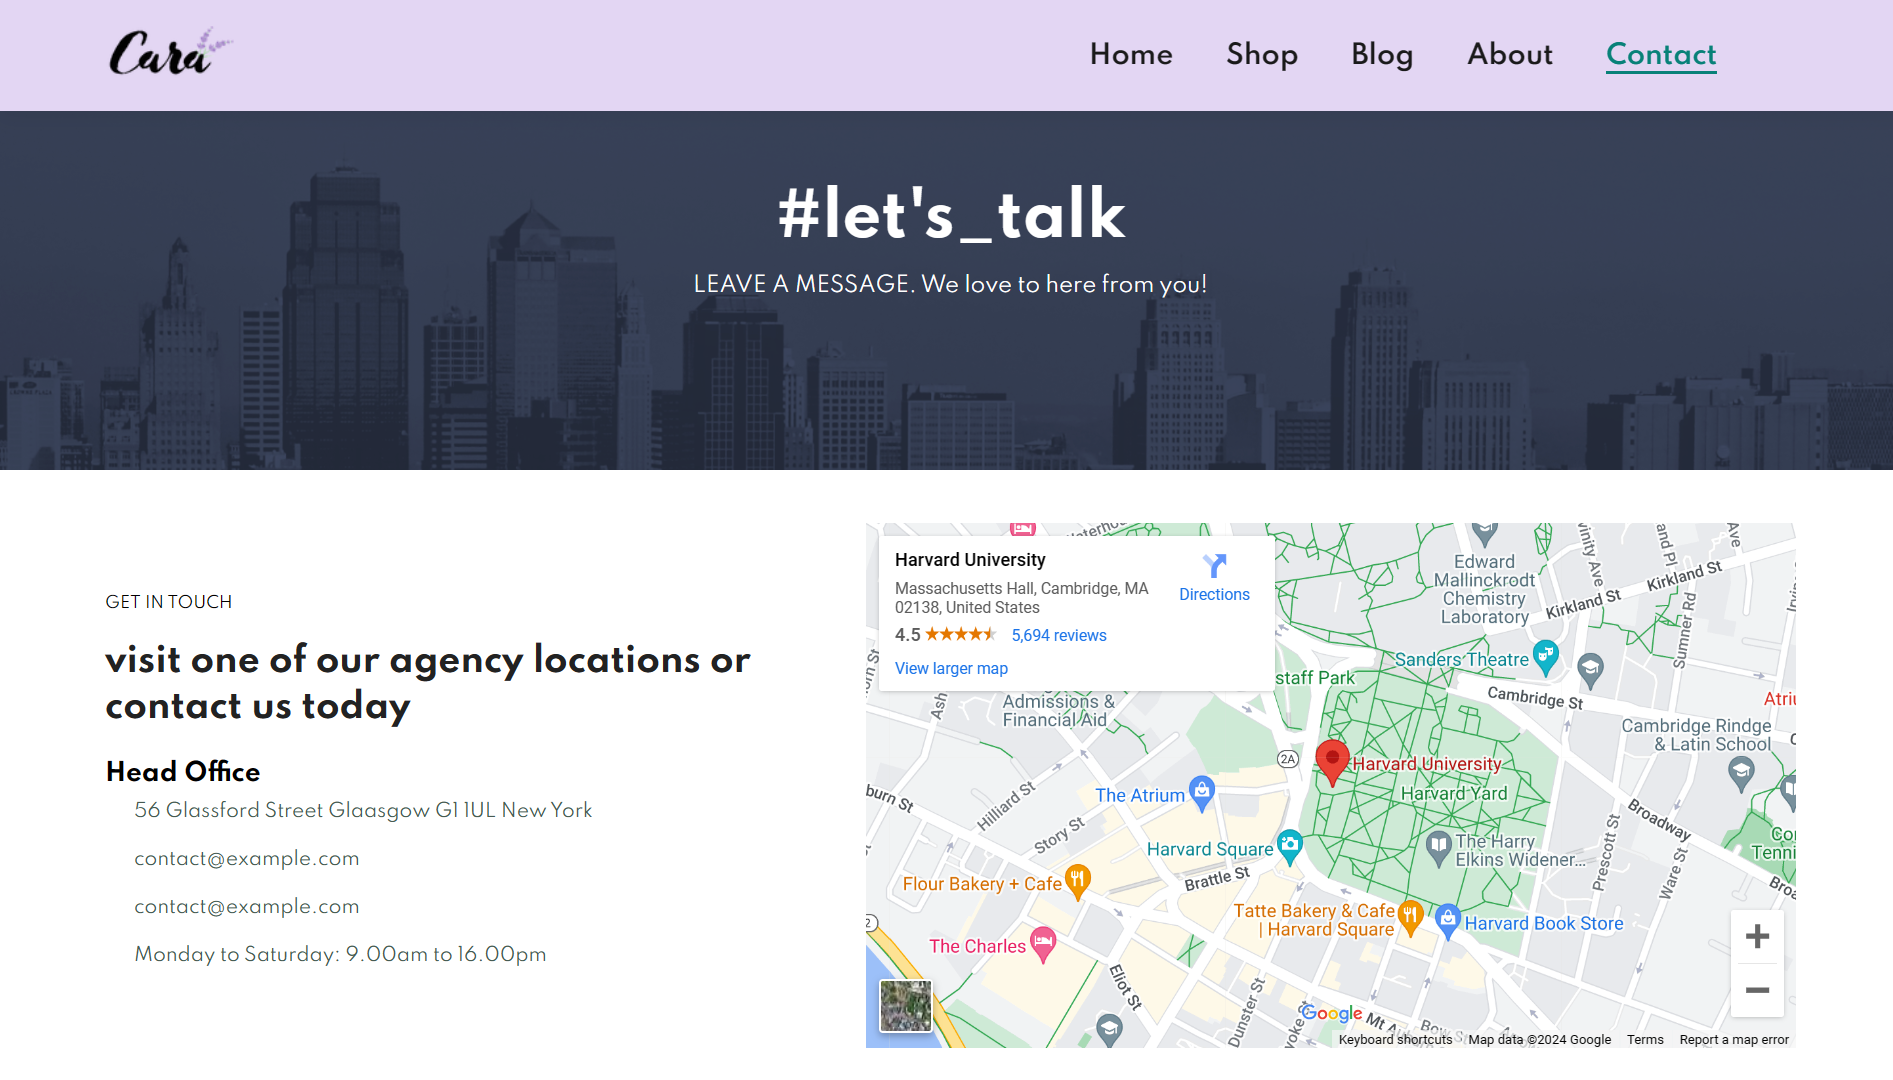 Cara
Home Shop Blog About Contact
#let's_talk
LEAVE A MESSAGE. We love to here from you!
GET IN TOUCH
visit one of our agency locations or
contact us today
Head Office
56 Glassford Street Glaasgow G1 1UL New York
contact@example.com
contact@example.com
Monday to Saturday: 9.00am to 16.00pm
Harvard University
Massachusetts Hall, Cambridge, MA
02138, United States
Directions
4.5 5,694 reviews
View larger map
Edward
Mallinckrodt
Chemistry
Laboratory
Kirkland St
Kirkland St
Sumner Rd
Sanders Theatre
staff Park
Cambridge St
Admissions &
Financial Aid
Ash
Cambridge Rindge
& Latin School
2A
Harvard University
Harvard Yard
The Atrium
Hilliard St
burn St
Story St
Broadway
Prescott St
Ware St
Harvard Square
The Harry
Elkins Widener...
Flour Bakery + Cafe
Brattle St
Tatte Bakery & Cafe
| Harvard Square
Harvard Book Store
The Charles
Eliot St
Dunster St
Google
Keyboard shortcuts Map data ©2024 Google Terms Report a map error